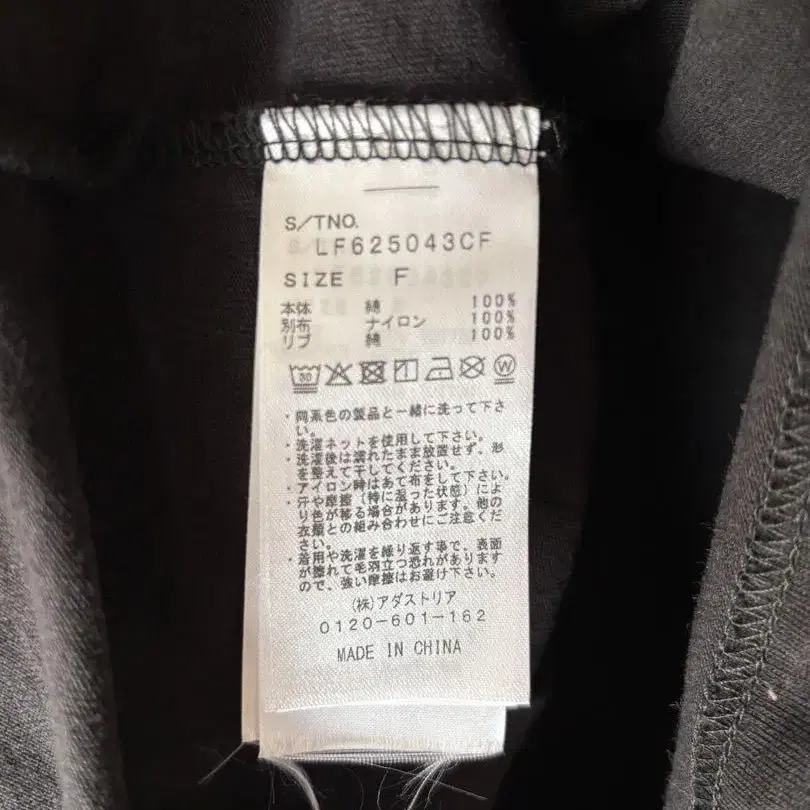 S/TNO.
LF625043CF
SIZE F
本体 綿 100%
別布 ナイロン 100%
リブ 綿 100%
30 W
・同系色の製品と一緒に洗って下さ
い。
・洗濯ネットを使用して下さい。
・洗濯後は濡れたまま放置せず、形
を整えて干してください。
・アイロン時はあて布をして下さい。
・汗や摩擦（特に湿った状態）によ
り色が移る場合があります。他の
衣類との組み合わせにご注意くだ
さい。
・着用や洗濯を繰り返す事で、表面
が擦れて毛羽立つ恐れがあります
ので、強い摩擦はお避け下さい。
(株)アダストリア
0120-601-162
MADE IN CHINA